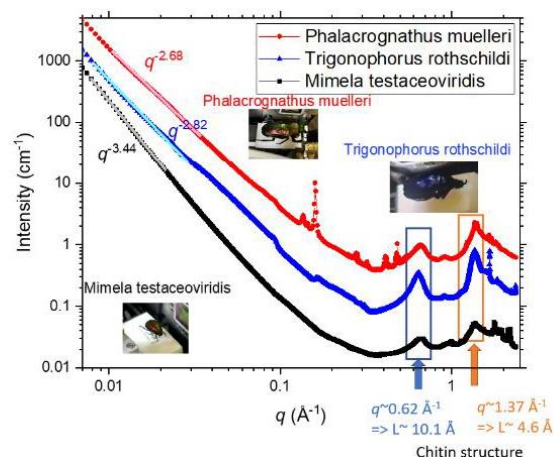 1000
100
10
1
0.1
0.01
Intensity (cm⁻¹)
Phalacrognathus muelleri
Trigonophorus rothschildi
Mimela testaceoviridis
q⁻²·⁶⁸
Phalacrognathus muelleri
q⁻²·⁸²
Trigonophorus rothschildi
q⁻³·⁴⁴
Mimela testaceoviridis
0.01
0.1
1
q (Å⁻¹)
q~0.62 Å⁻¹
=> L~ 10.1 Å
q~1.37 Å⁻¹
=> L~ 4.6 Å
Chitin structure